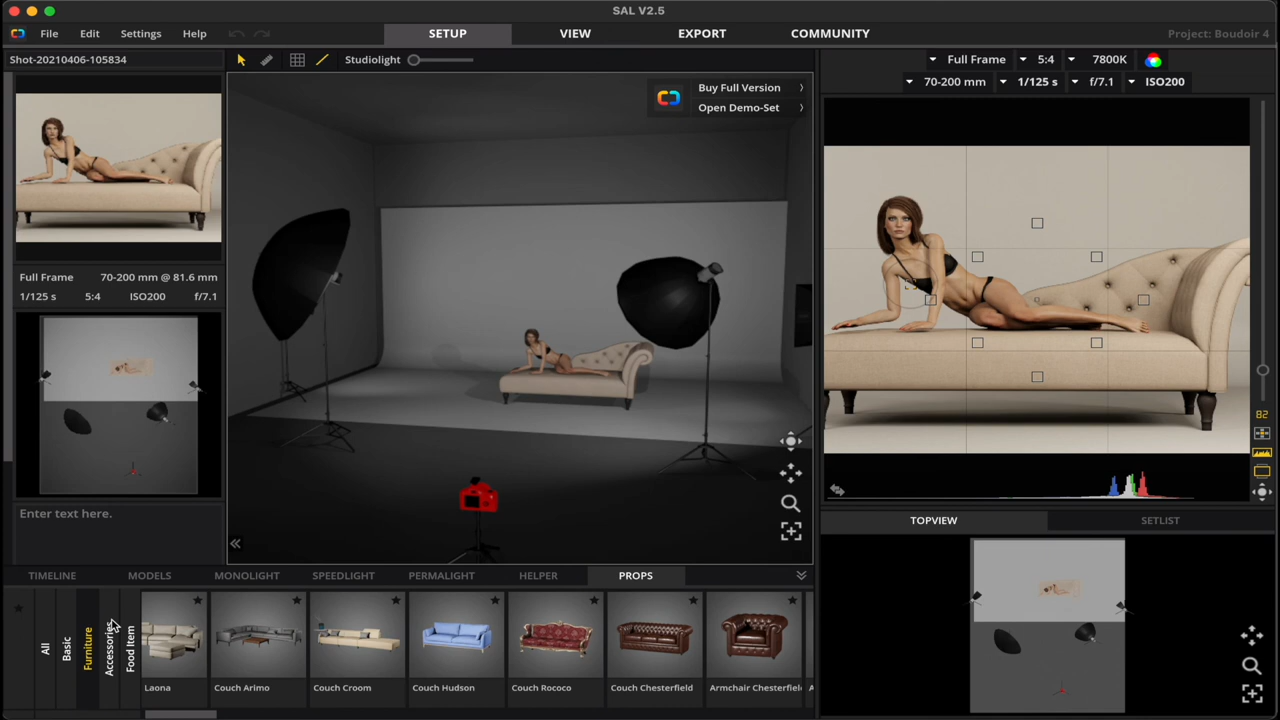 SAL V2.5
File Edit Settings Help
SETUP VIEW EXPORT COMMUNITY
Project: Boudoir 4
Shot-20210406-105834
Studiolight
Buy Full Version
Open Demo-Set
Full Frame 5:4 7800K
70-200 mm 1/125 s f/7.1 ISO200
Full Frame 70-200 mm @ 81.6 mm
1/125 s 5:4 ISO200 f/7.1
82
Enter text here.
TOPVIEW SETLIST
TIMELINE MODELS MONOLIGHT SPEEDLIGHT PERMALIGHT HELPER PROPS
All
Basic
Furniture
Accessories
Food Item
Laona Couch Arimo Couch Croom Couch Hudson Couch Rococo Couch Chesterfield Armchair Chesterfiel